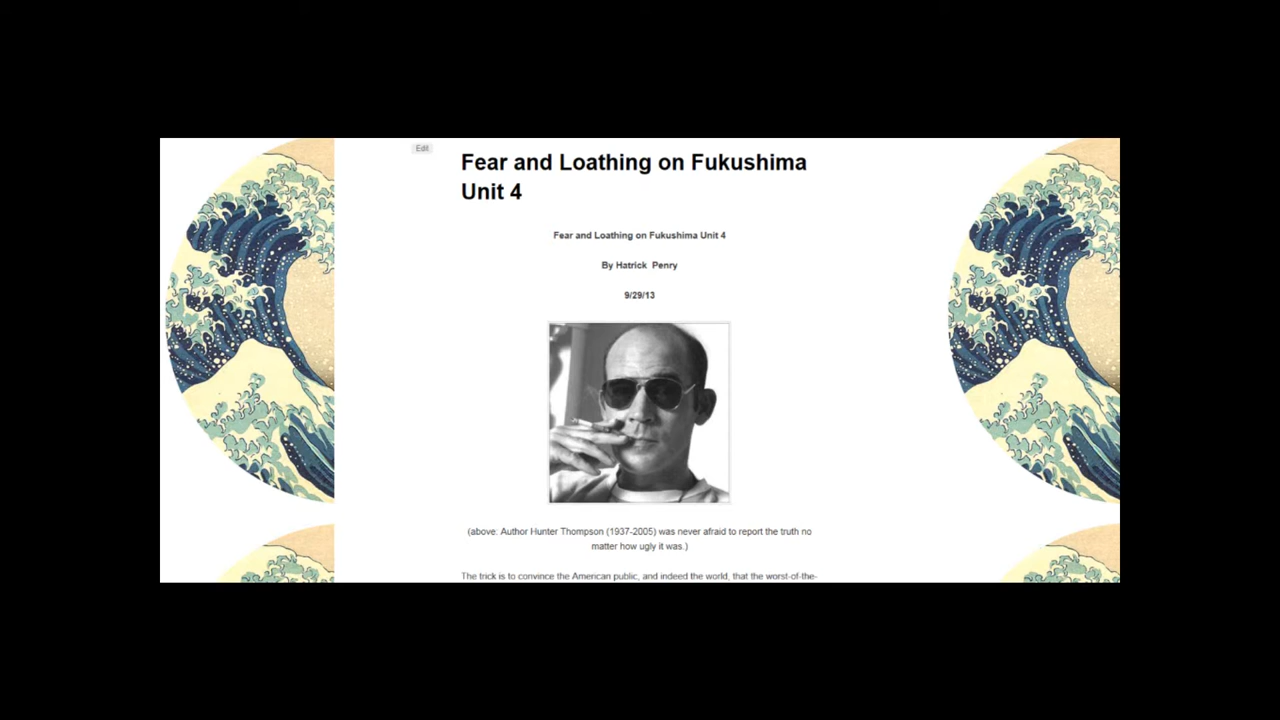 Edit
Fear and Loathing on Fukushima
Unit 4
Fear and Loathing on Fukushima Unit 4
By Hatrick Penry
9/29/13
(above: Author Hunter Thompson (1937-2005) was never afraid to report the truth no
matter how ugly it was.)
The trick is to convince the American public, and indeed the world, that the worst-of-the-